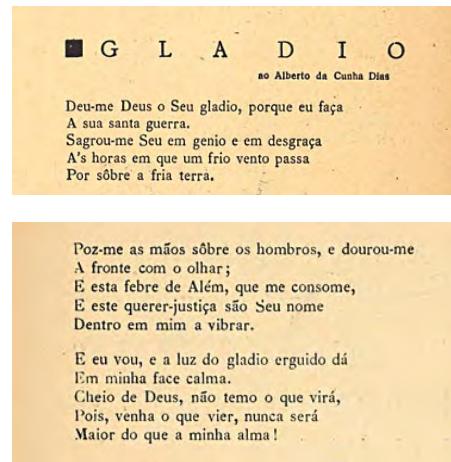 GLADIO
ao Alberto da Cunha Dias
Deu-me Deus o Seu gladio, porque eu faça
A sua santa guerra.
Sagrou-me Seu em genio e em desgraça
A's horas em que um frio vento passa
Por sôbre a fria terra.
Poz-me as mãos sôbre os hombros, e dourou-me
A fronte com o olhar;
E esta febre de Além, que me consome,
E este querer-justiça são Seu nome
Dentro em mim a vibrar.
E eu vou, e a luz do gladio erguido dá
Em minha face calma.
Cheio de Deus, não temo o que virá,
Pois, venha o que vier, nunca será
Maior do que a minha alma!